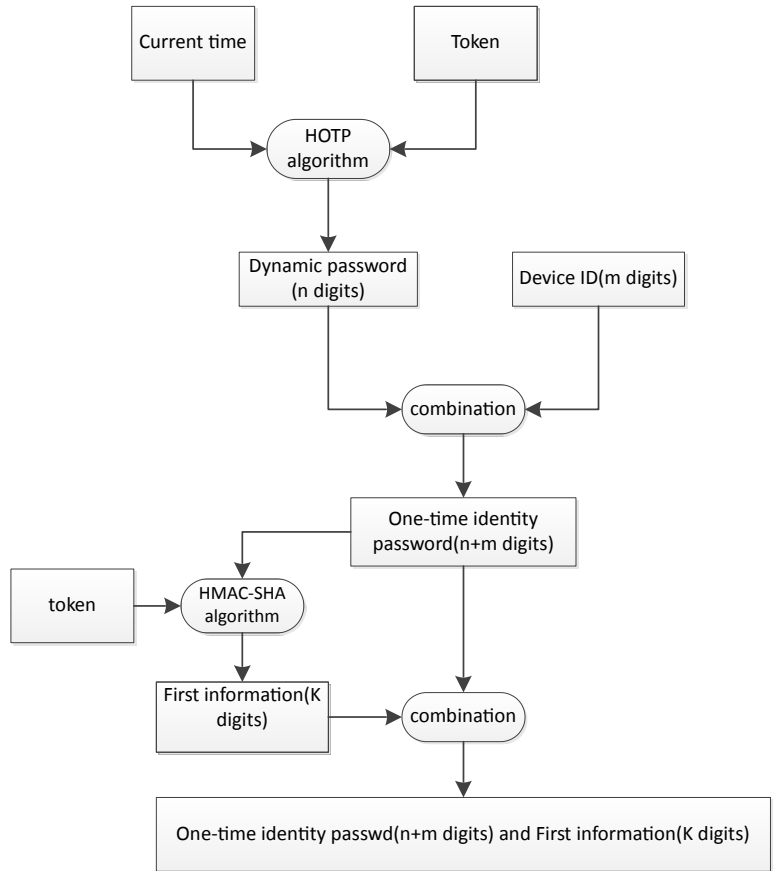 Current time
Token
HOTP
algorithm
Dynamic password
(n digits)
Device ID(m digits)
combination
One-time identity
password(n+m digits)
token
HMAC-SHA
algorithm
First information(K
digits)
combination
One-time identity passwd(n+m digits) and First information(K digits)